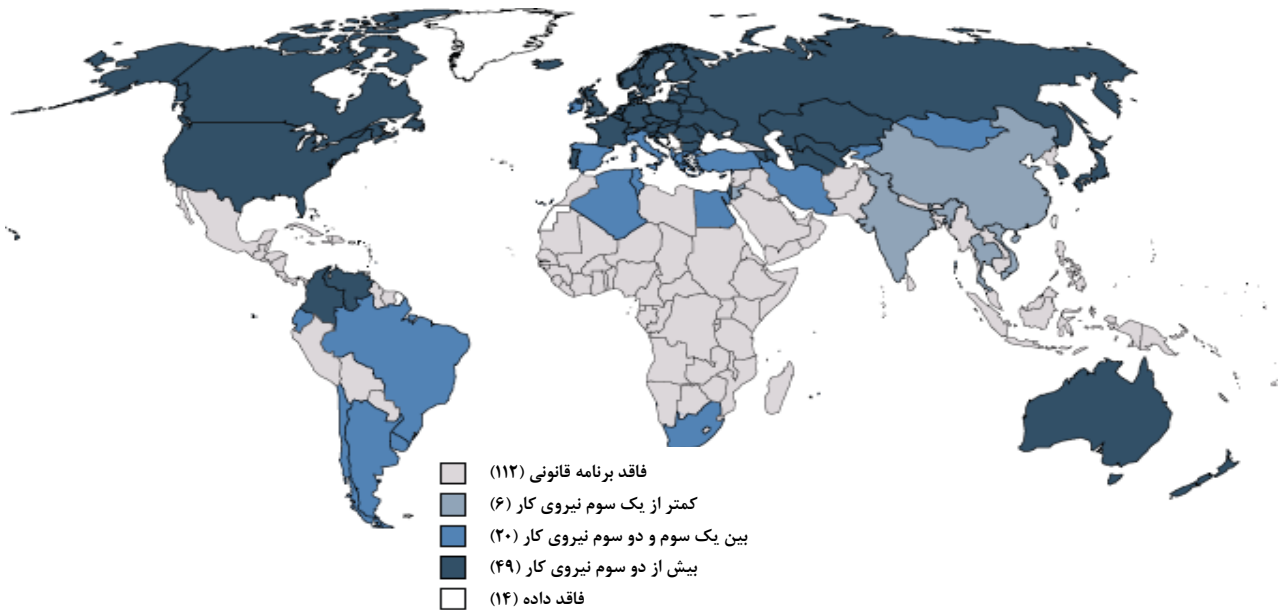 فاقد برنامه قانونی (۱۱۲)
کمتر از یک سوم نیروی کار (۶)
بین یک سوم و دو سوم نیروی کار (۲۰)
بیش از دو سوم نیروی کار (۴۹)
فاقد داده (۱۴)